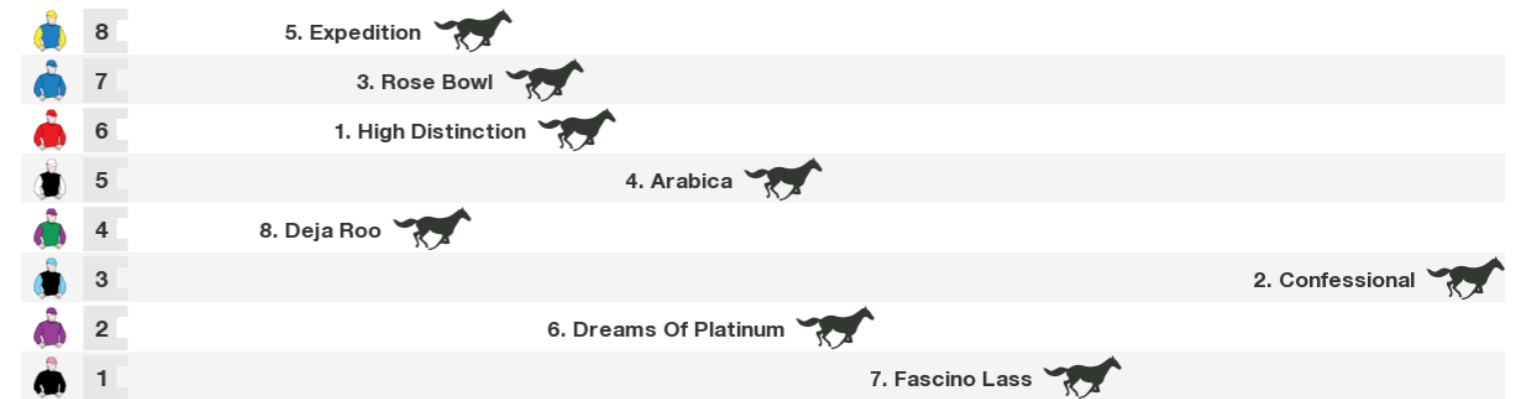 8 5. Expedition
7 3. Rose Bowl
6 1. High Distinction
5 4. Arabica
4 8. Deja Roo
3 2. Confessional
2 6. Dreams Of Platinum
1 7. Fascino Lass